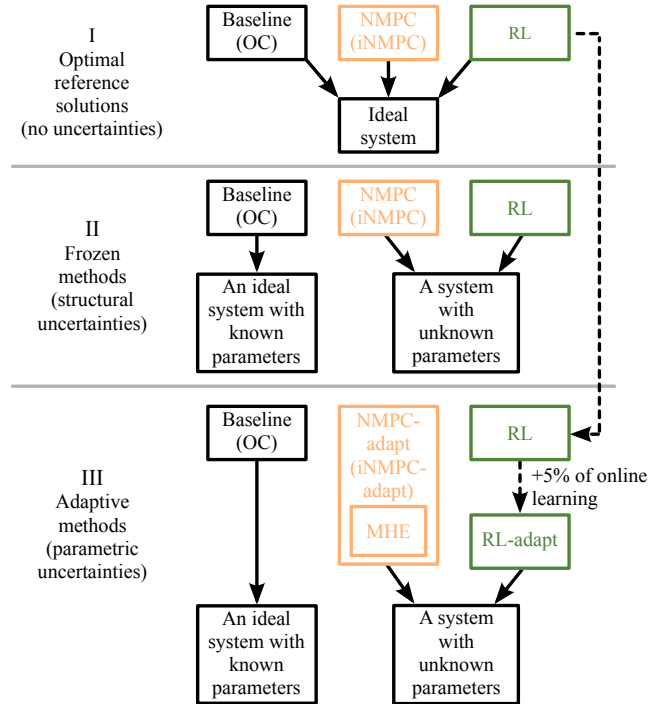 I
Optimal
reference
solutions
(no uncertainties)
Baseline
(OC)
NMPC
(iNMPC)
RL
Ideal
system
II
Frozen
methods
(structural
uncertainties)
Baseline
(OC)
NMPC
(iNMPC)
RL
An ideal
system with
known
parameters
A system
with
unknown
parameters
III
Adaptive
methods
(parametric
uncertainties)
Baseline
(OC)
NMPC-
adapt
(iNMPC-
adapt)
MHE
RL
+5% of online
learning
RL-adapt
An ideal
system with
known
parameters
A system
with
unknown
parameters